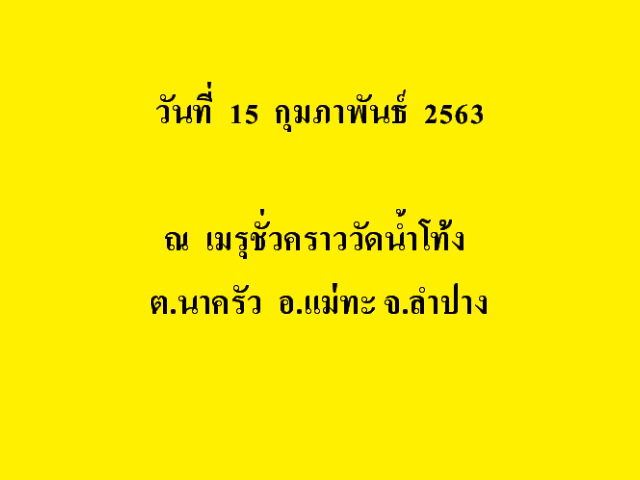 วันที่ 15 กุมภาพันธ์ 2563
ณ เมรุชั่วคราววัดน้ำโท้ง
ต.นาครัว อ.แม่ทะ จ.ลำปาง